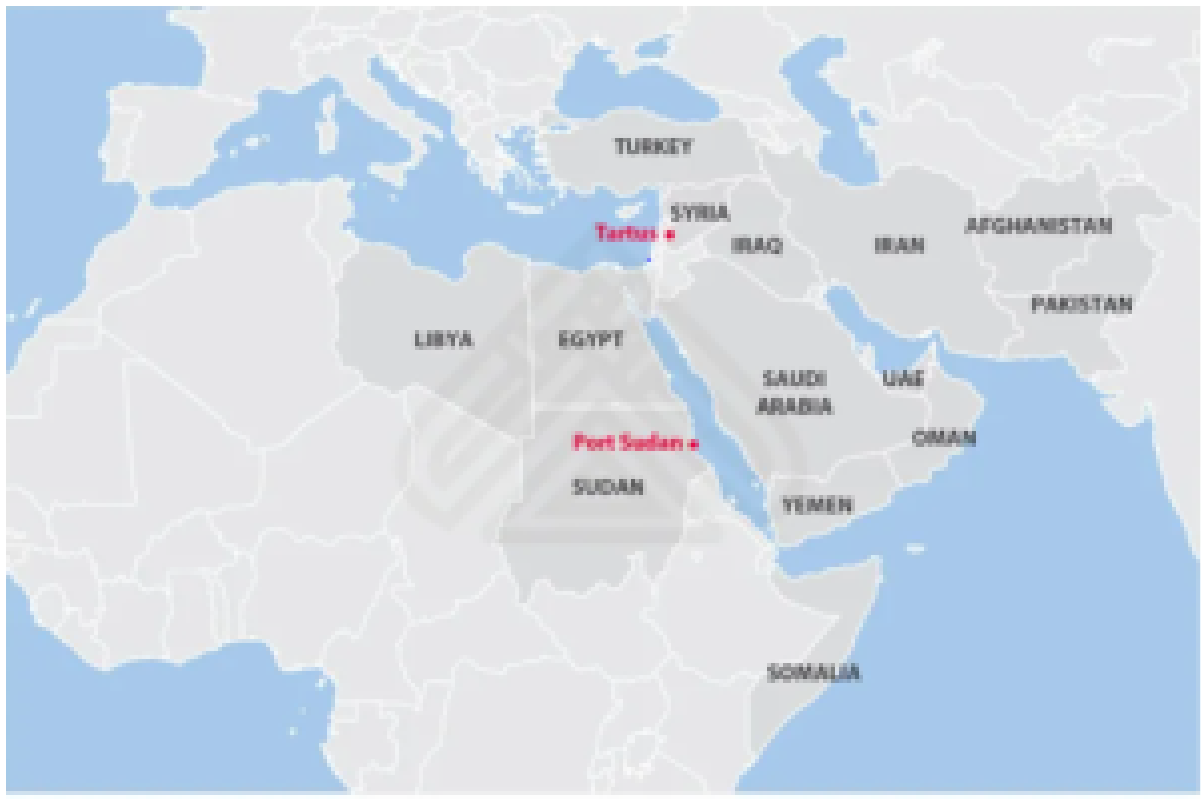 TURKEY
SYRIA
Tartus
AFGHANISTAN
IRAQ
IRAN
PAKISTAN
LIBYA
EGYPT
SAUDI
ARABIA
UAE
OMAN
Port Sudan
SUDAN
YEMEN
SOMALIA